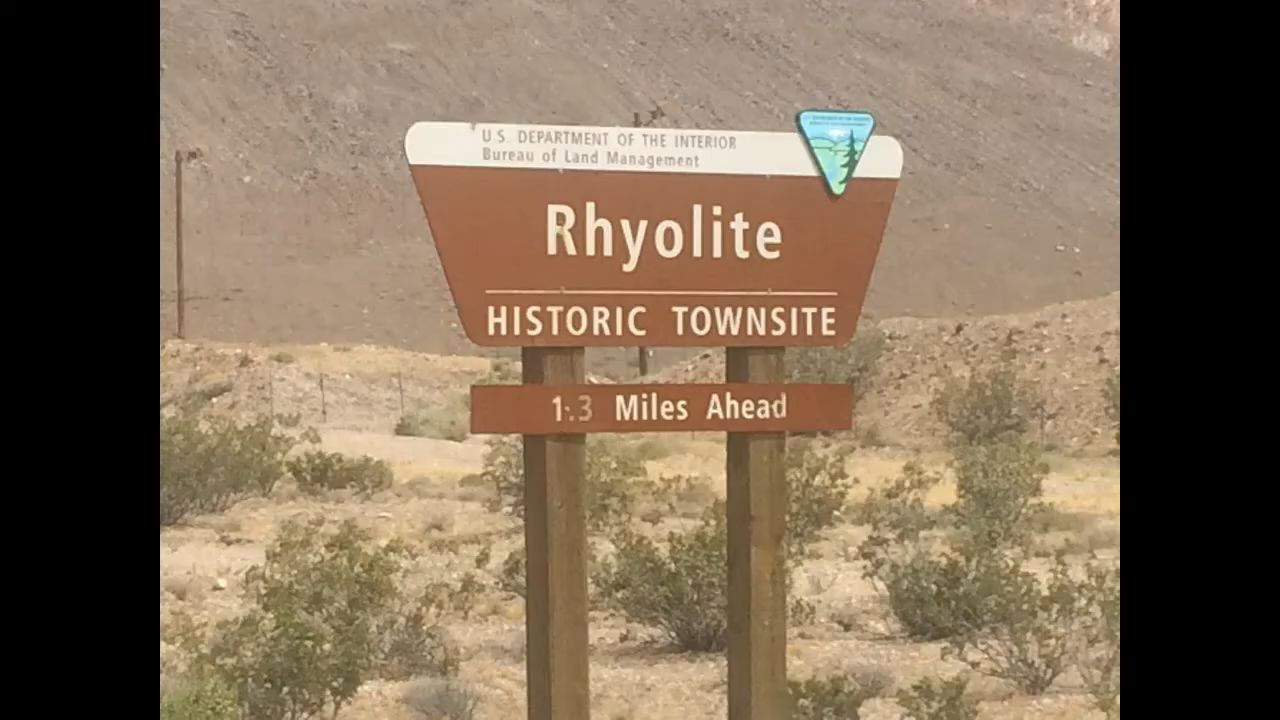 U.S. DEPARTMENT OF THE INTERIOR
Bureau of Land Management
Rhyolite
HISTORIC TOWNSITE
1.3 Miles Ahead